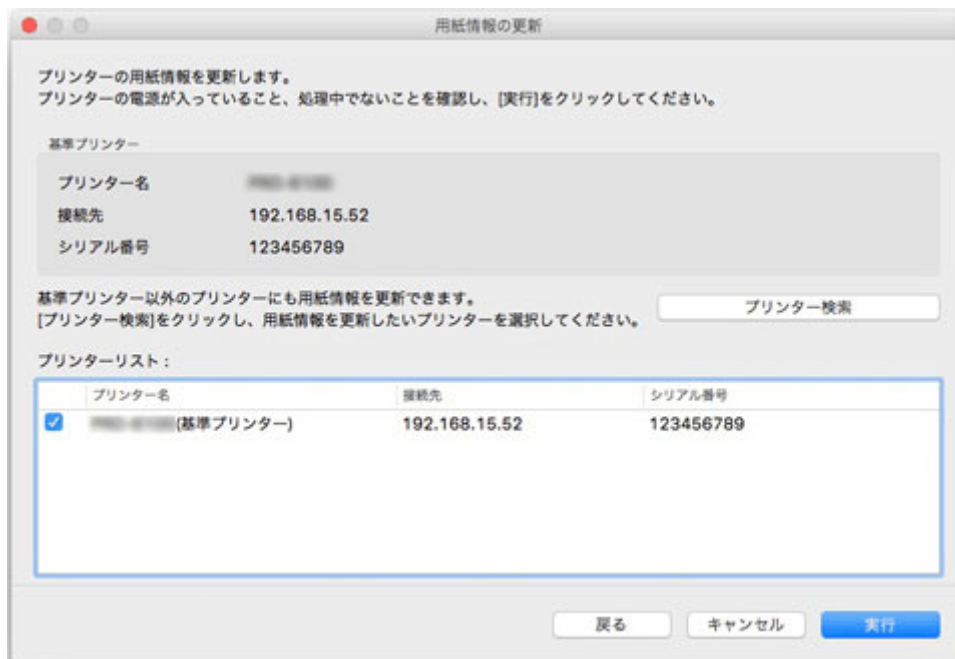 用紙情報の更新
プリンターの用紙情報を更新します。
プリンターの電源が入っていること、処理中でないことを確認し、[実行]をクリックしてください。
基準プリンター
プリンター名
接続先 192.168.15.52
シリアル番号 123456789
基準プリンター以外のプリンターにも用紙情報を更新できます。
[プリンター検索]をクリックし、用紙情報を更新したいプリンターを選択してください。
プリンター検索
プリンターリスト：
プリンター名 接続先 シリアル番号
(基準プリンター) 192.168.15.52 123456789
戻る キャンセル 実行